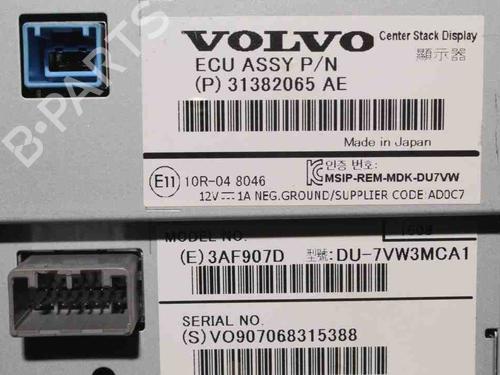 VOLVO Center Stack Display
ECU ASSY P/N 顯示器
(P) 31382065 AE
Made in Japan
E11 10R-04 8046 인증 번호:
MSIP-REM-MDK-DU7VW
12V⎓1A NEG.GROUND/SUPPLIER CODE:AD0C7
MODEL NO. 1608
(E)3AF907D 型號: DU-7VW3MCA1
SERIAL NO.
(S)VO907068315388
B-PARTS